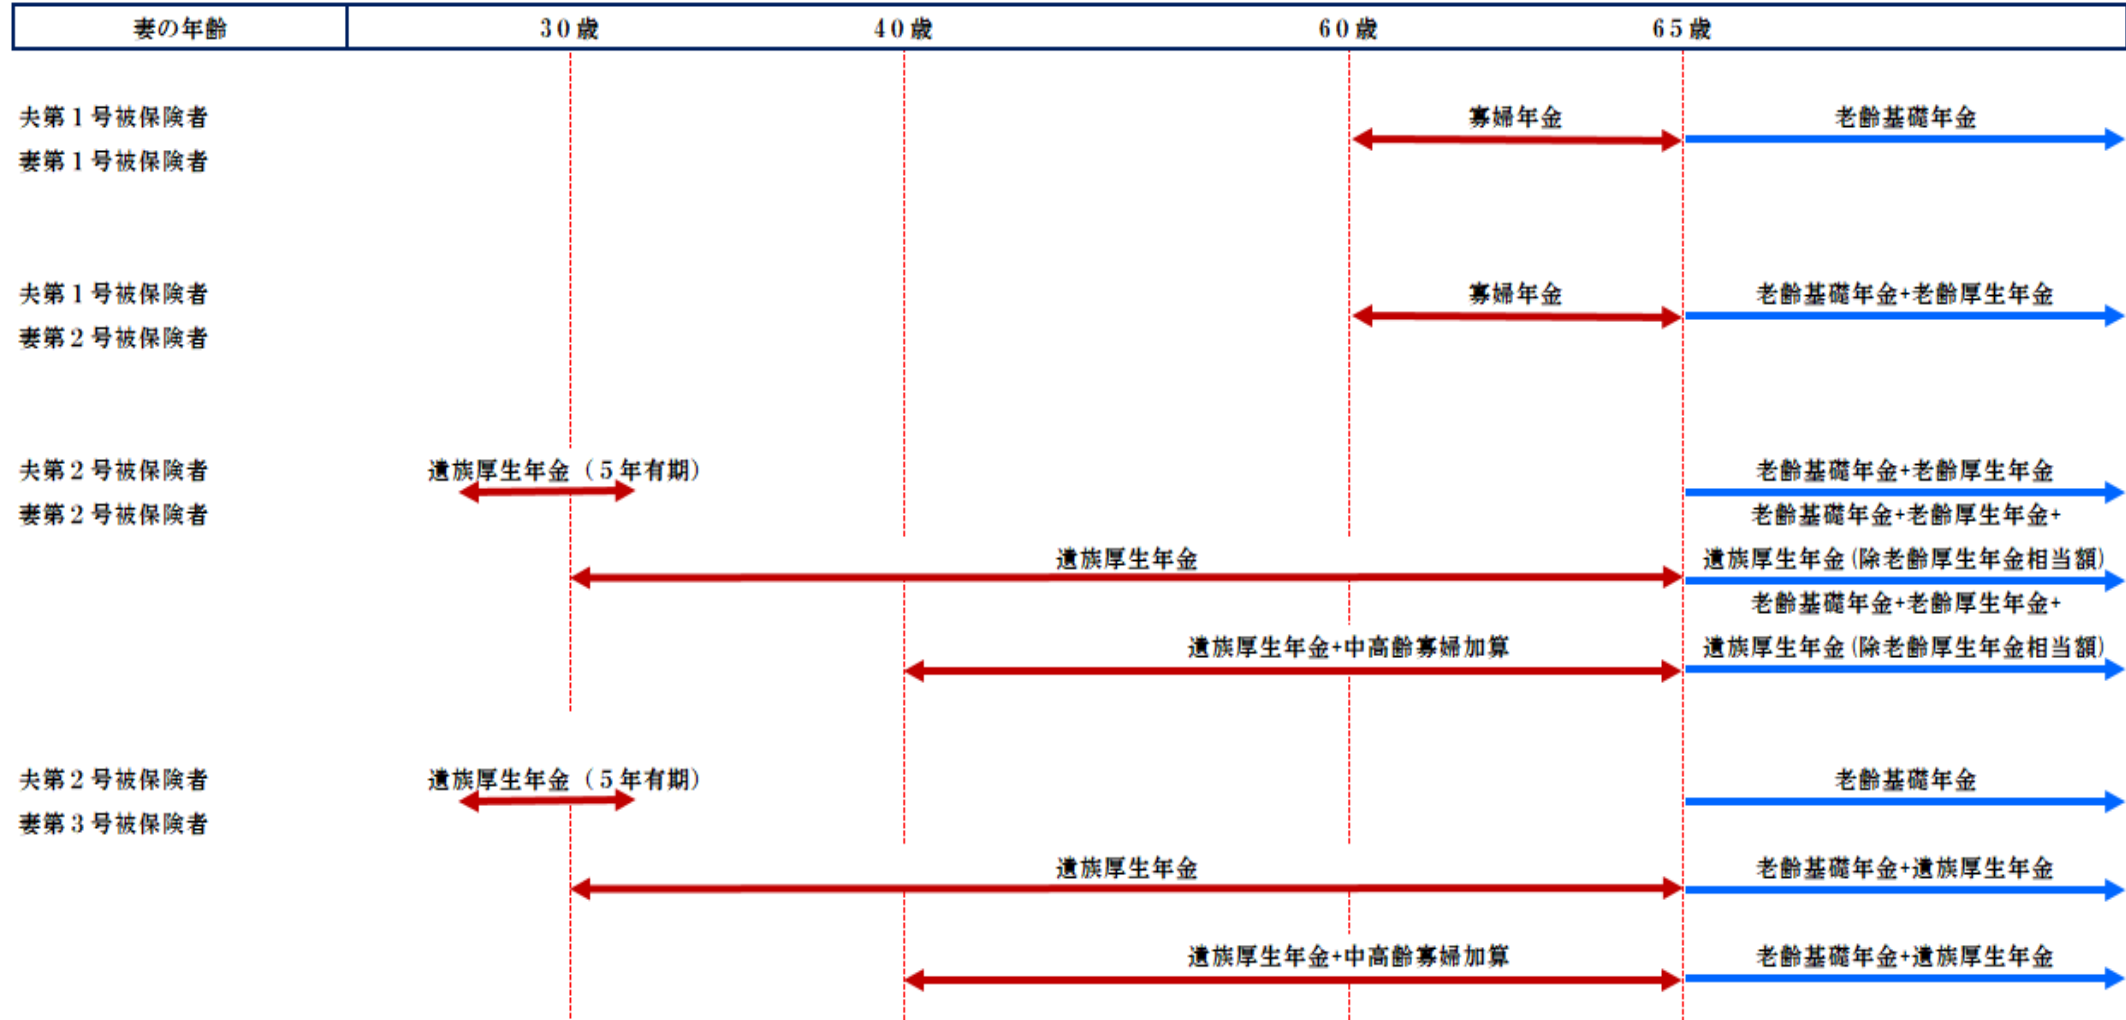 妻の年齢 30歳 40歳 60歳 65歳
夫第1号被保険者 寡婦年金 老齢基礎年金
妻第1号被保険者
夫第1号被保険者 寡婦年金 老齢基礎年金+老齢厚生年金
妻第2号被保険者
夫第2号被保険者 遺族厚生年金（5年有期） 老齢基礎年金+老齢厚生年金
妻第2号被保険者 老齢基礎年金+老齢厚生年金+
遺族厚生年金 遺族厚生年金(除老齢厚生年金相当額)
老齢基礎年金+老齢厚生年金+
遺族厚生年金+中高齢寡婦加算 遺族厚生年金(除老齢厚生年金相当額)
夫第2号被保険者 遺族厚生年金（5年有期） 老齢基礎年金
妻第3号被保険者
遺族厚生年金 老齢基礎年金+遺族厚生年金
遺族厚生年金+中高齢寡婦加算 老齢基礎年金+遺族厚生年金